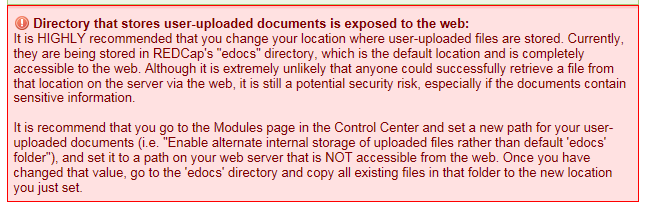 Directory that stores user-uploaded documents is exposed to the web:
It is HIGHLY recommended that you change your location where user-uploaded files are stored. Currently,
they are being stored in REDCap's "edocs" directory, which is the default location and is completely
accessible to the web. Although it is extremely unlikely that anyone could successfully retrieve a file from
that location on the server via the web, it is still a potential security risk, especially if the documents contain
sensitive information.

It is recommend that you go to the Modules page in the Control Center and set a new path for your user-
uploaded documents (i.e. "Enable alternate internal storage of uploaded files rather than default 'edocs'
folder"), and set it to a path on your web server that is NOT accessible from the web. Once you have
changed that value, go to the 'edocs' directory and copy all existing files in that folder to the new location
you just set.